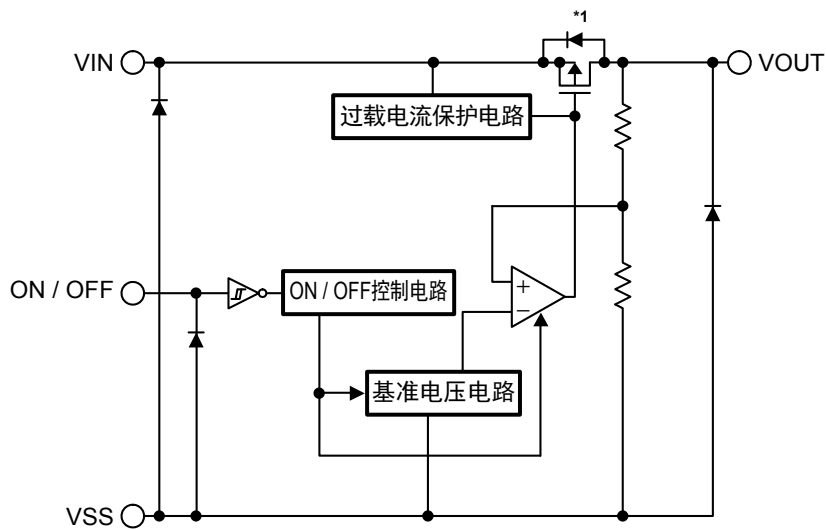 *1
VIN
VOUT
过载电流保护电路
+
−
ON / OFF
ON / OFF控制电路
基准电压电路
VSS